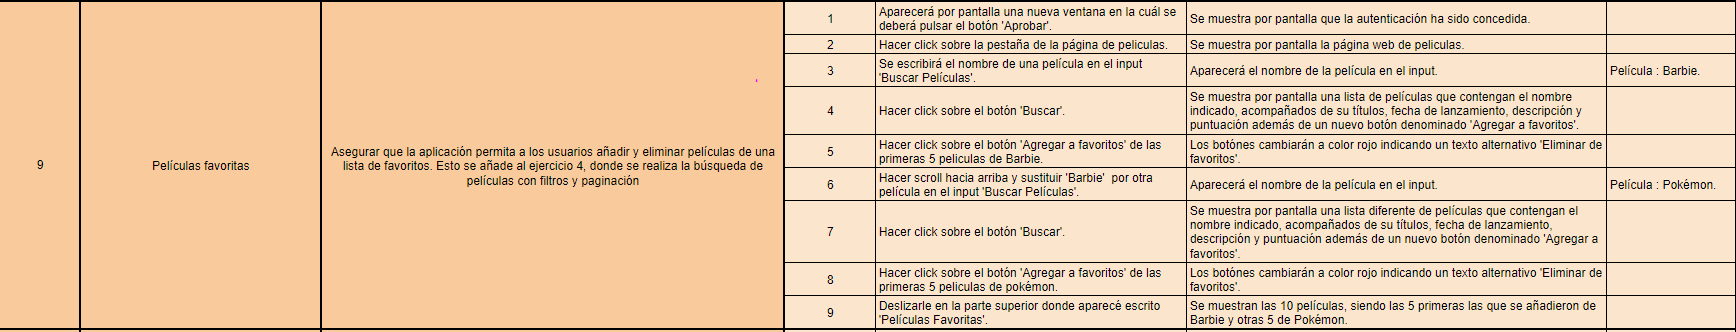 9
Películas favoritas
Asegurar que la aplicación permita a los usuarios añadir y eliminar películas de una
lista de favoritos. Esto se añade al ejercicio 4, donde se realiza la búsqueda de
películas con filtros y paginación
1
Aparecerá por pantalla una nueva ventana en la cuál se
deberá pulsar el botón 'Aprobar'.
Se muestra por pantalla que la autenticación ha sido concedida.
2
Hacer click sobre la pestaña de la página de peliculas.
Se muestra por pantalla la página web de peliculas.
3
Se escribirá el nombre de una película en el input
'Buscar Películas'.
Aparecerá el nombre de la película en el input.
Película : Barbie.
4
Hacer click sobre el botón 'Buscar'.
Se muestra por pantalla una lista de películas que contengan el nombre
indicado, acompañados de su títulos, fecha de lanzamiento, descripción y
puntuación además de un nuevo botón denominado 'Agregar a favoritos'.
5
Hacer click sobre el botón 'Agregar a favoritos' de las
primeras 5 peliculas de Barbie.
Los botónes cambiarán a color rojo indicando un texto alternativo 'Eliminar de
favoritos'.
6
Hacer scroll hacia arriba y sustituir 'Barbie'  por otra
película en el input 'Buscar Películas'.
Aparecerá el nombre de la película en el input.
Película : Pokémon.
7
Hacer click sobre el botón 'Buscar'.
Se muestra por pantalla una lista diferente de películas que contengan el
nombre indicado, acompañados de su títulos, fecha de lanzamiento,
descripción y puntuación además de un nuevo botón denominado 'Agregar a
favoritos'.
8
Hacer click sobre el botón 'Agregar a favoritos' de las
primeras 5 peliculas de pokémon.
Los botónes cambiarán a color rojo indicando un texto alternativo 'Eliminar de
favoritos'.
9
Deslizarle en la parte superior donde aparecé escrito
'Películas Favoritas'.
Se muestran las 10 películas, siendo las 5 primeras las que se añadieron de
Barbie y otras 5 de Pokémon.